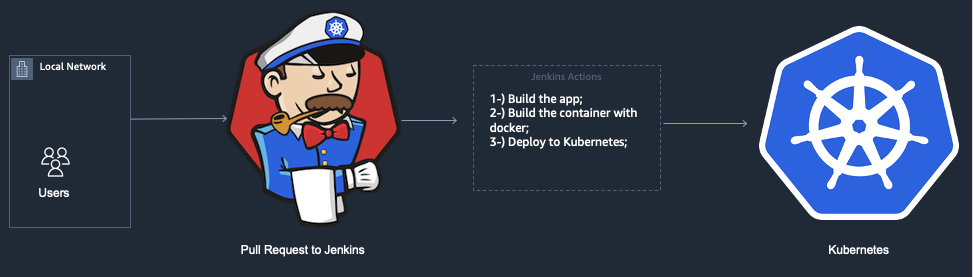 Local Network
Users
Pull Request to Jenkins
Jenkins Actions
1-) Build the app;
2-) Build the container with
docker;
3-) Deploy to Kubernetes;
Kubernetes